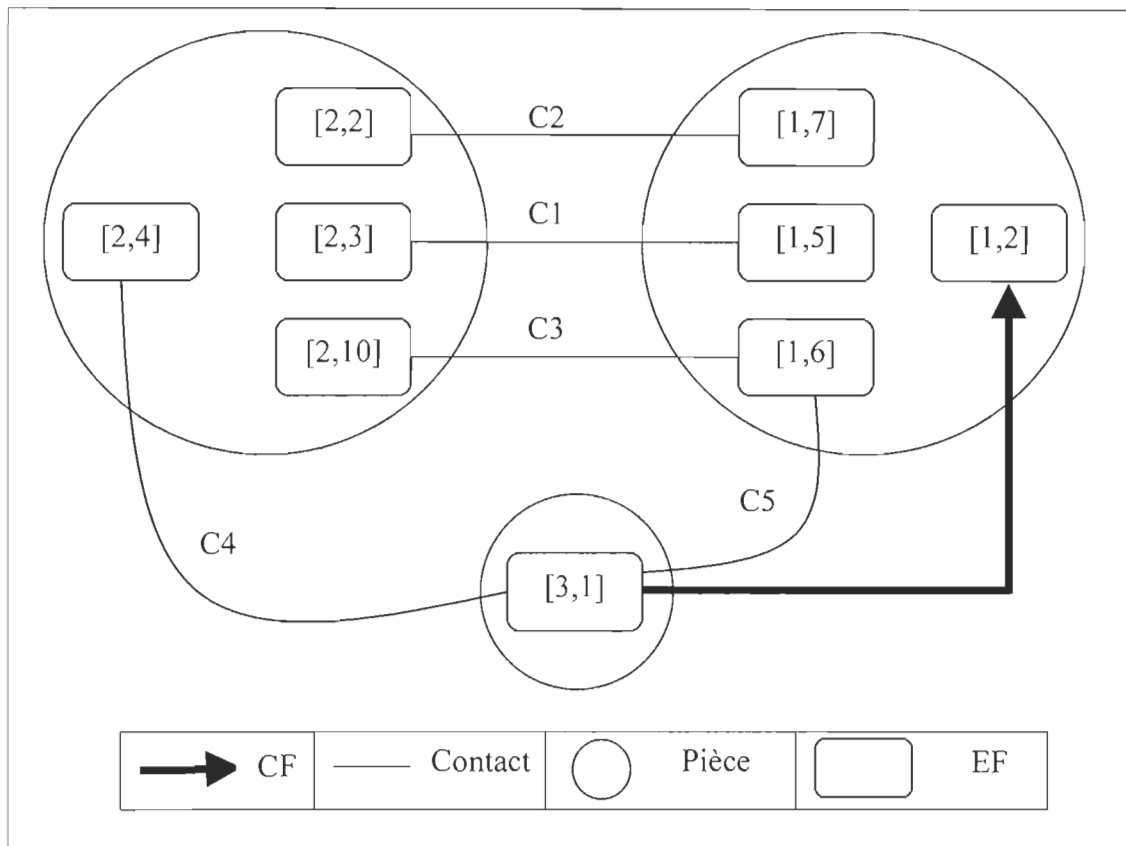 [2,2]
C2
[1,7]
[2,4]
[2,3]
C1
[1,5]
[1,2]
[2,10]
C3
[1,6]
C4
C5
[3,1]
CF
Contact
Pièce
EF